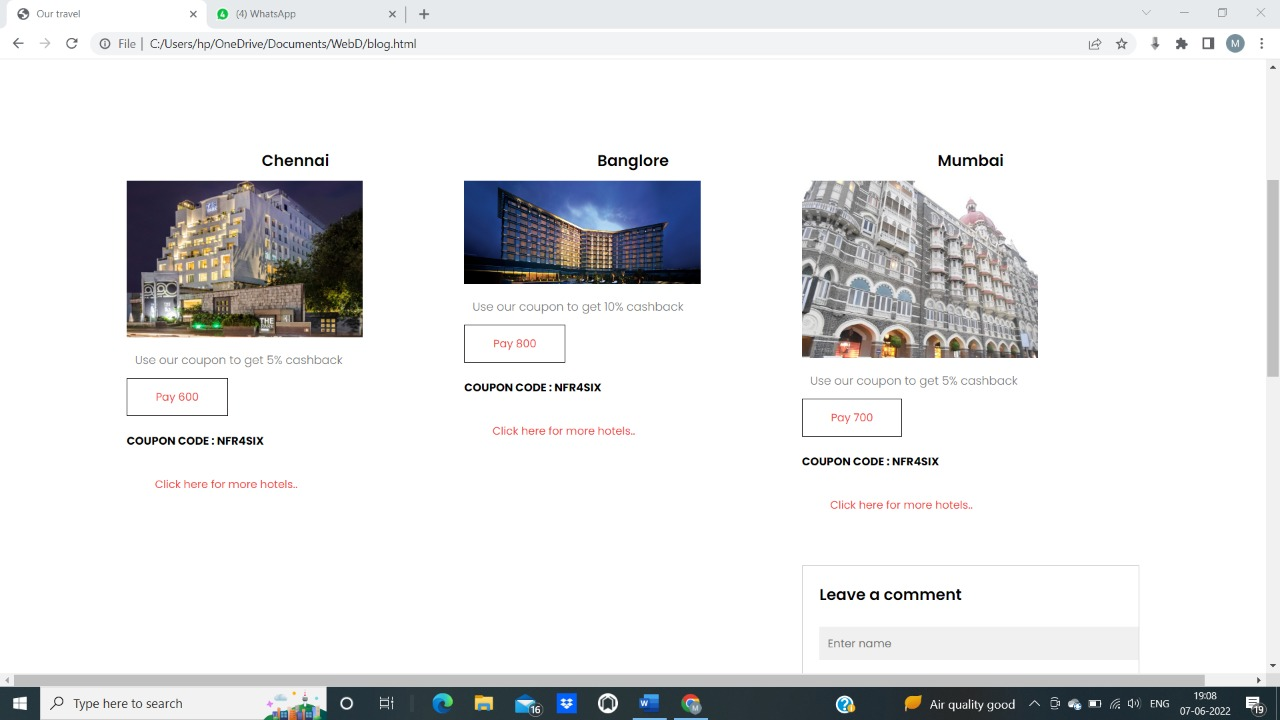 Our travel
4
(4) WhatsApp
File
C:/Users/hp/OneDrive/Documents/WebD/blog.html
M
Chennai
THE
Use our coupon to get 5% cashback
Pay 600
COUPON CODE : NFR4SIX
Click here for more hotels..
Banglore
Use our coupon to get 10% cashback
Pay 800
COUPON CODE : NFR4SIX
Click here for more hotels..
Mumbai
Use our coupon to get 5% cashback
Pay 700
COUPON CODE : NFR4SIX
Click here for more hotels..
Leave a comment
Enter name
Type here to search
16
Air quality good
ENG
19:08
07-06-2022
19